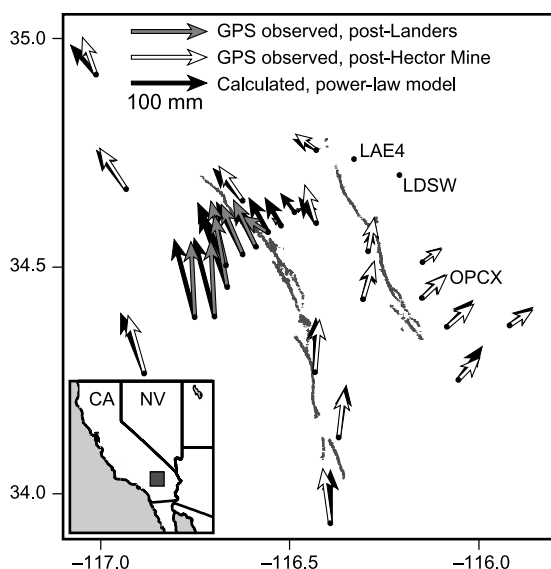 35.0
GPS observed, post-Landers
GPS observed, post-Hector Mine
Calculated, power-law model
100 mm
LAE4
LDSW
34.5
OPCX
CA NV
34.0
–117.0 –116.5 –116.0